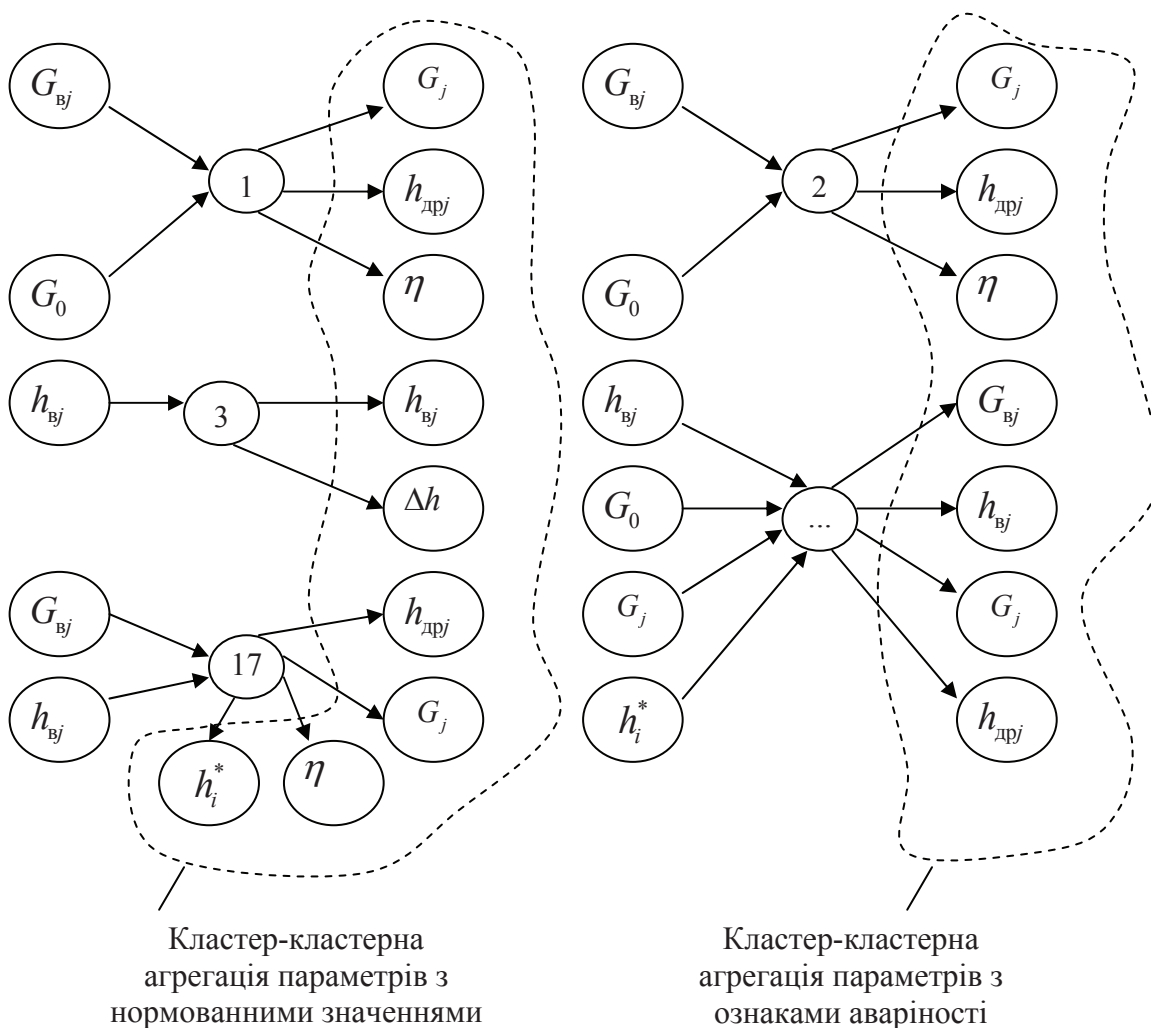 G_вj G_j G_вj G_j
1 h_дрj 2 h_дрj
G_0 η G_0 η
h_вj 3 h_вj h_вj G_вj
Δh G_0 ... h_вj
G_вj h_дрj G_j G_j
17
h_вj G_j h_i^* h_дрj
h_i^* η
Кластер-кластерна
агрегація параметрів з
нормованними значеннями
Кластер-кластерна
агрегація параметрів з
ознаками аваріності